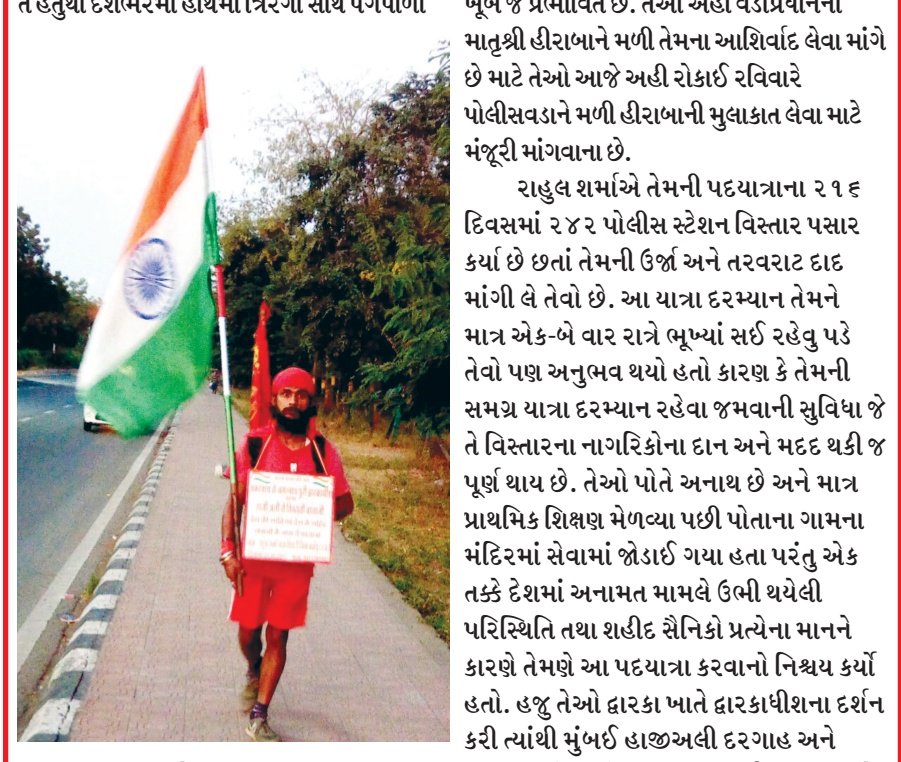 તે હેતુથી દેશભરમાં હાથમાં ત્રિરંગા સાથે પગપાળા
ખૂબ જ પ્રભાવિત છે. તેઓ અહીં વડાપ્રધાનના
માતૃશ્રી હીરાબાને મળી તેમના આશિર્વાદ લેવા માંગે
છે માટે તેઓ આજે અહી રોકાઈ રવિવારે
પોલીસવડાને મળી હીરાબાની મુલાકાત લેવા માટે
મંજૂરી માંગવાના છે.
રાહુલ શર્માએ તેમની પદયાત્રાના ૨૧૬
દિવસમાં ૨૪૨ પોલીસ સ્ટેશન વિસ્તાર પસાર
કર્યા છે છતાં તેમની ઉર્જા અને તરવરાટ દાદ
માંગી લે તેવો છે. આ યાત્રા દરમ્યાન તેમને
માત્ર એક-બે વાર રાત્રે ભૂખ્યાં સઈ રહેવુ પડે
તેવો પણ અનુભવ થયો હતો કારણ કે તેમની
સમગ્ર યાત્રા દરમ્યાન રહેવા જમવાની સુવિધા જે
તે વિસ્તારના નાગરિકોના દાન અને મદદ થકી જ
પૂર્ણ થાય છે. તેઓ પોતે અનાથ છે અને માત્ર
પ્રાથમિક શિક્ષણ મેળવ્યા પછી પોતાના ગામના
મંદિરમાં સેવામાં જોડાઈ ગયા હતા પરંતુ એક
તક્કે દેશમાં અનામત મામલે ઉભી થયેલી
પરિસ્થિતિ તથા શહીદ સૈનિકો પ્રત્યેના માનને
કારણે તેમણે આ પદયાત્રા કરવાનો નિશ્ચય કર્યો
હતો. હજુ તેઓ દ્વારકા ખાતે દ્વારકાધીશના દર્શન
કરી ત્યાંથી મુંબઈ હાજીઅલી દરગાહ અને